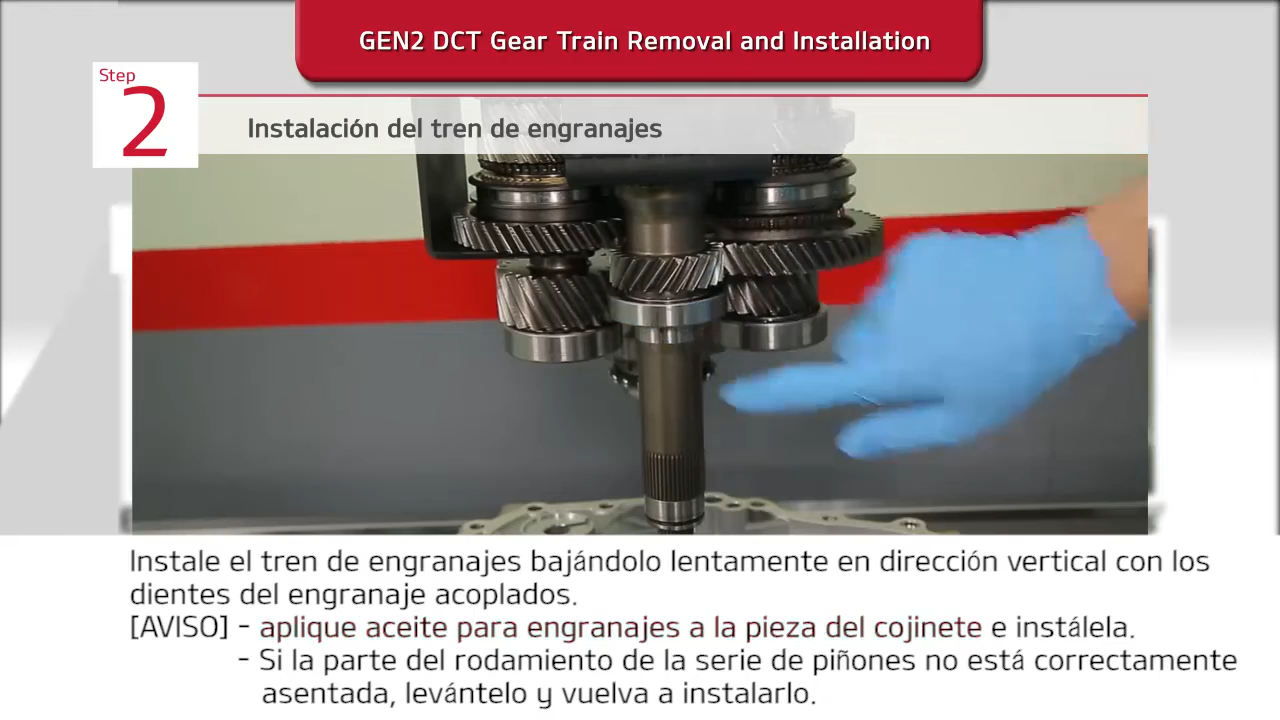 GEN2 DCT Gear Train Removal and Installation
Step
2
Instalación del tren de engranajes
Instale el tren de engranajes bajándolo lentamente en dirección vertical con los
dientes del engranaje acoplados.
[AVISO] - aplique aceite para engranajes a la pieza del cojinete e instálela.
- Si la parte del rodamiento de la serie de piñones no está correctamente
asentada, levántelo y vuelva a instalarlo.